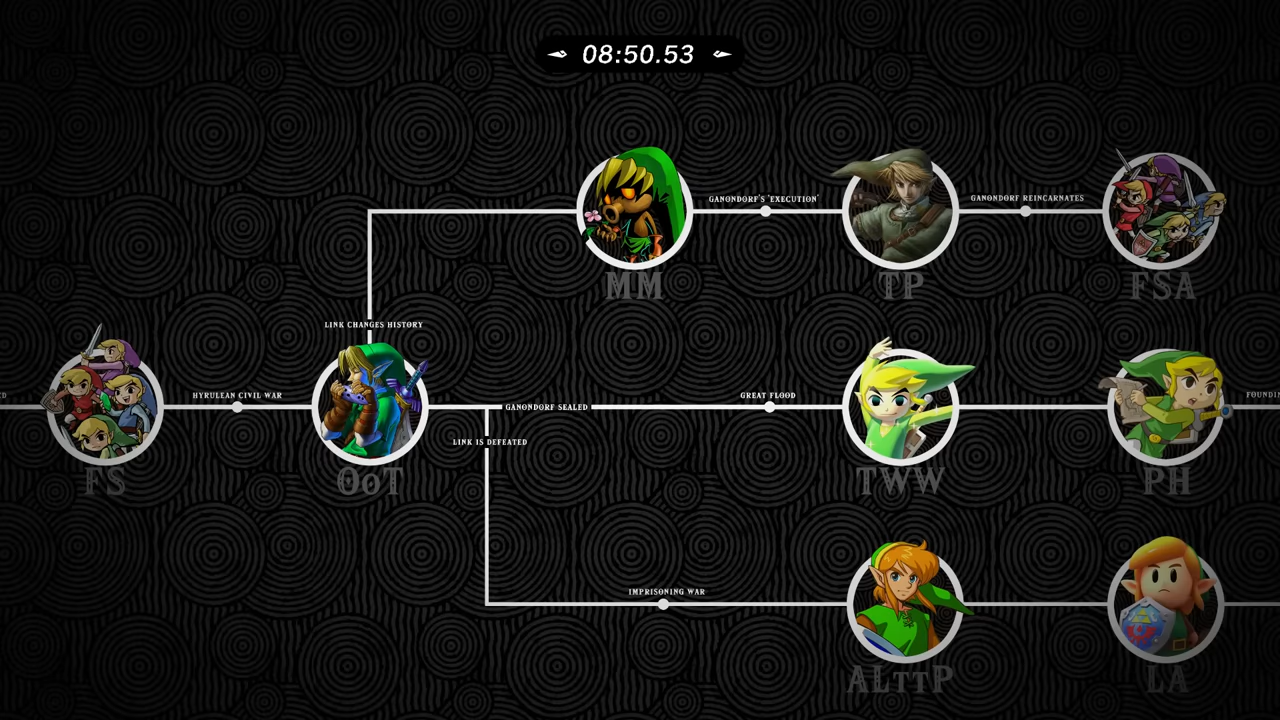 08:50.53
GANONDORF'S 'EXECUTION'
GANONDORF REINCARNATES
MM
TP
FSA
LINK CHANGES HISTORY
HYRULEAN CIVIL WAR
GANONDORF SEALED
GREAT FLOOD
LINK IS DEFEATED
FS
OoT
TWW
PH
IMPRISONING WAR
ALTTP
LA